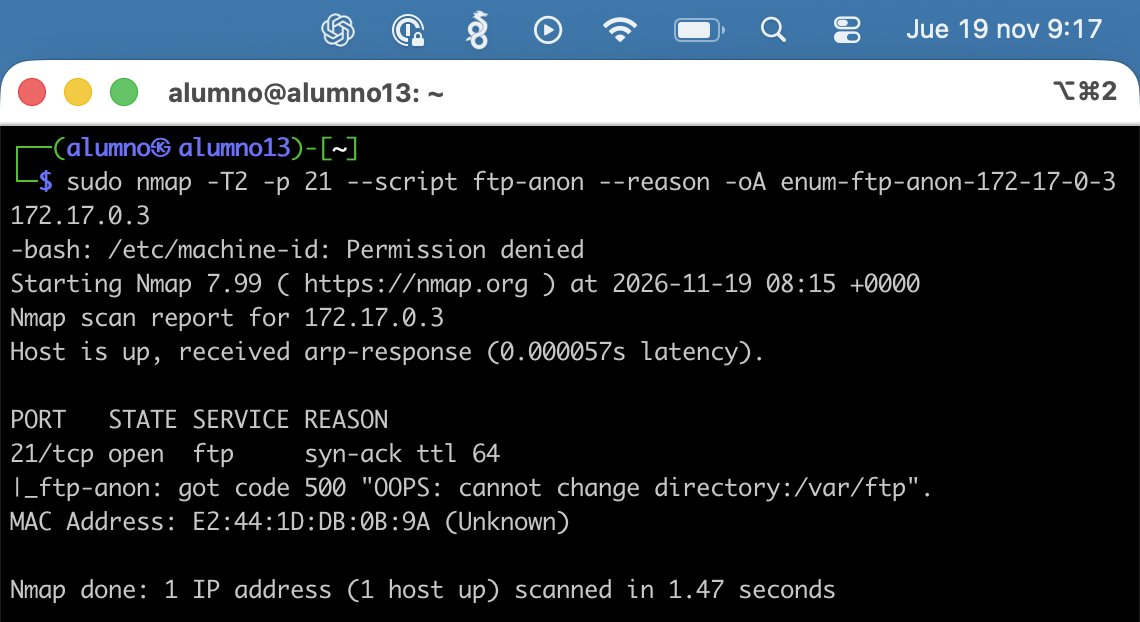 Jue 19 nov 9:17
alumno@alumno13: ~
⌥⌘2
┌──(alumno㉿ alumno13)-[~]
└─$ sudo nmap -T2 -p 21 --script ftp-anon --reason -oA enum-ftp-anon-172-17-0-3
172.17.0.3
-bash: /etc/machine-id: Permission denied
Starting Nmap 7.99 ( https://nmap.org ) at 2026-11-19 08:15 +0000
Nmap scan report for 172.17.0.3
Host is up, received arp-response (0.000057s latency).
PORT   STATE SERVICE REASON
21/tcp open  ftp     syn-ack ttl 64
|_ftp-anon: got code 500 "OOPS: cannot change directory:/var/ftp".
MAC Address: E2:44:1D:DB:0B:9A (Unknown)
Nmap done: 1 IP address (1 host up) scanned in 1.47 seconds